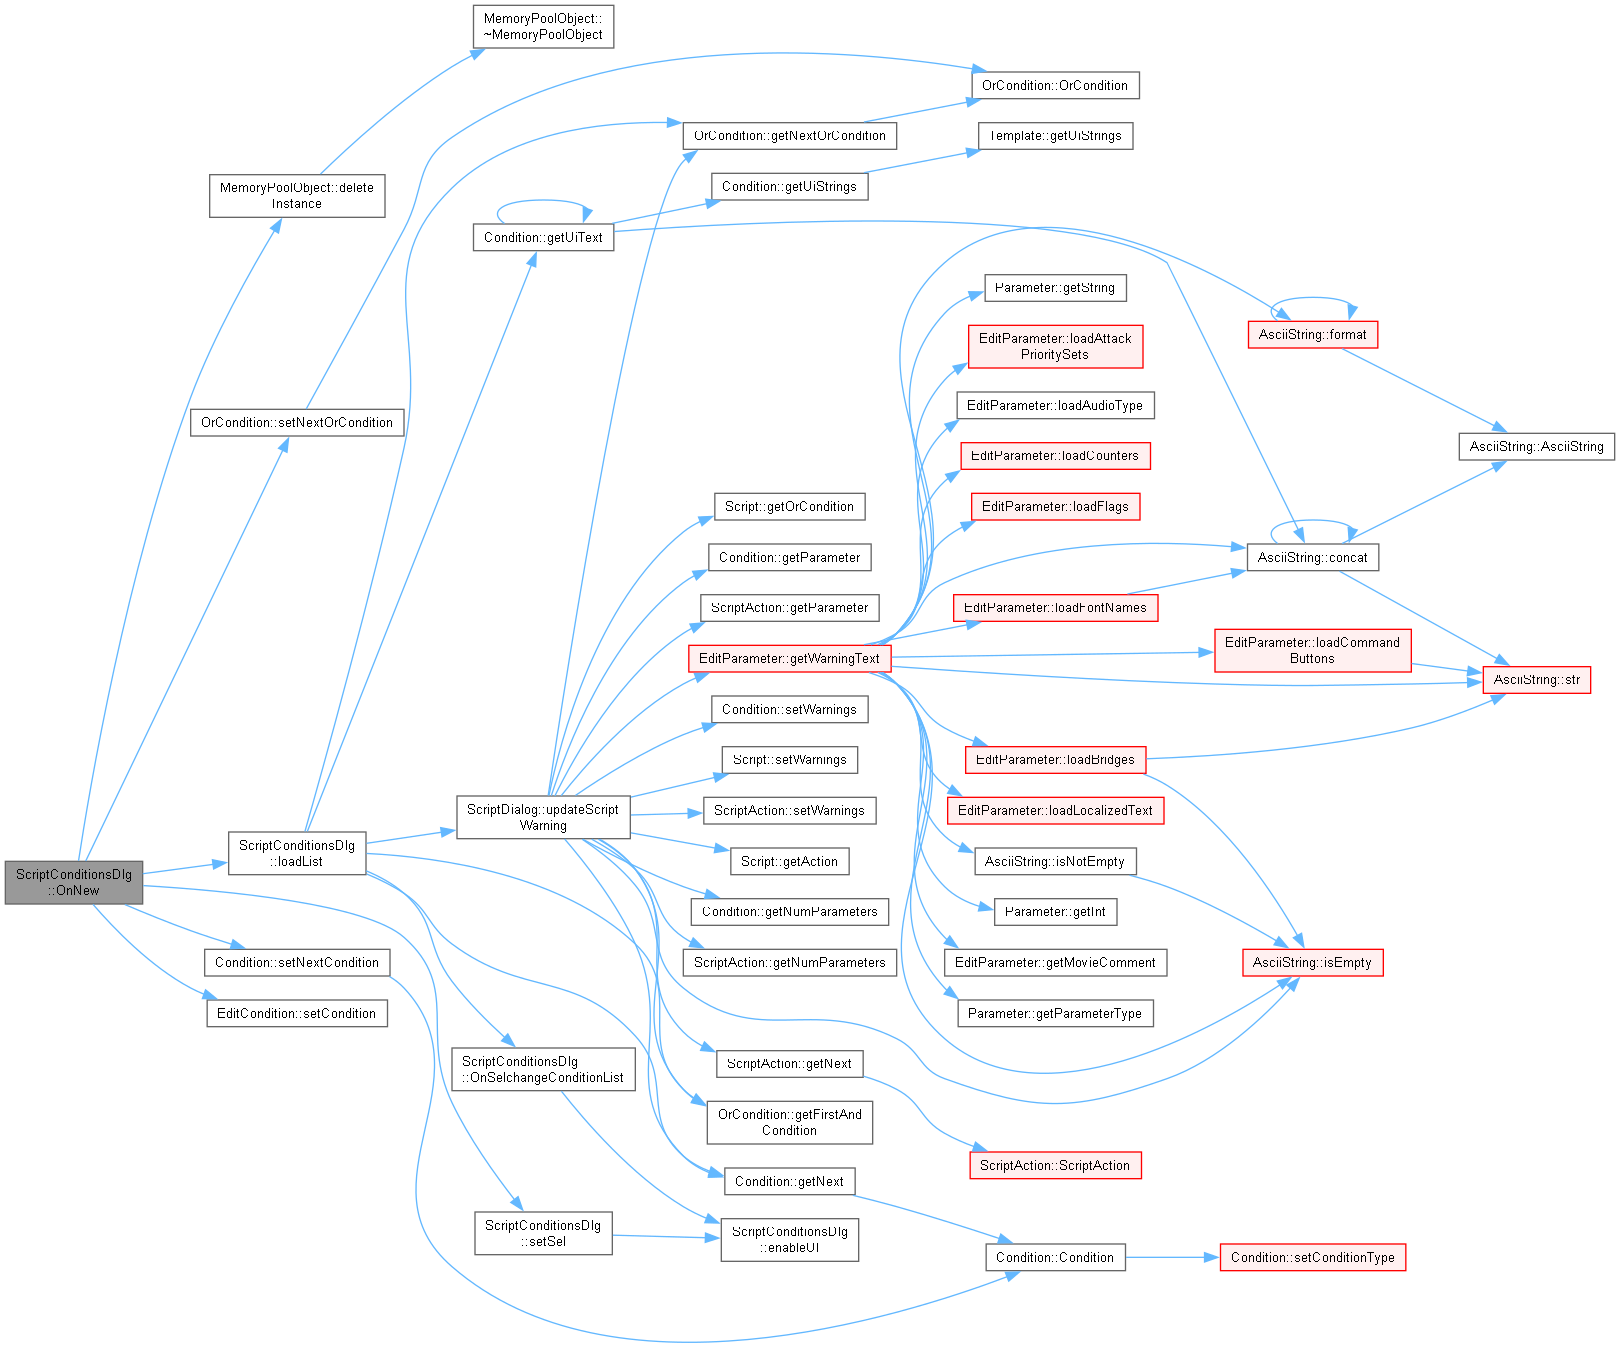 MemoryPoolObject::
~MemoryPoolObject
OrCondition::OrCondition
OrCondition::getNextOrCondition
Template::getUiStrings
MemoryPoolObject::delete
Instance
Condition::getUiStrings
Condition::getUiText
Parameter::getString
AsciiString::format
EditParameter::loadAttack
PrioritySets
EditParameter::loadAudioType
OrCondition::setNextOrCondition
AsciiString::AsciiString
EditParameter::loadCounters
Script::getOrCondition
EditParameter::loadFlags
Condition::getParameter
AsciiString::concat
ScriptAction::getParameter
EditParameter::loadFontNames
EditParameter::getWarningText
EditParameter::loadCommand
Buttons
AsciiString::str
Condition::setWarnings
Script::setWarnings
EditParameter::loadBridges
ScriptDialog::updateScript
Warning
ScriptAction::setWarnings
EditParameter::loadLocalizedText
ScriptConditionsDlg
::loadList
Script::getAction
AsciiString::isNotEmpty
ScriptConditionsDlg
::OnNew
Condition::getNumParameters
Parameter::getInt
Condition::setNextCondition
ScriptAction::getNumParameters
EditParameter::getMovieComment
AsciiString::isEmpty
EditCondition::setCondition
Parameter::getParameterType
ScriptConditionsDlg
::OnSelchangeConditionList
ScriptAction::getNext
OrCondition::getFirstAnd
Condition
ScriptAction::ScriptAction
Condition::getNext
ScriptConditionsDlg
::setSel
ScriptConditionsDlg
::enableUI
Condition::Condition
Condition::setConditionType